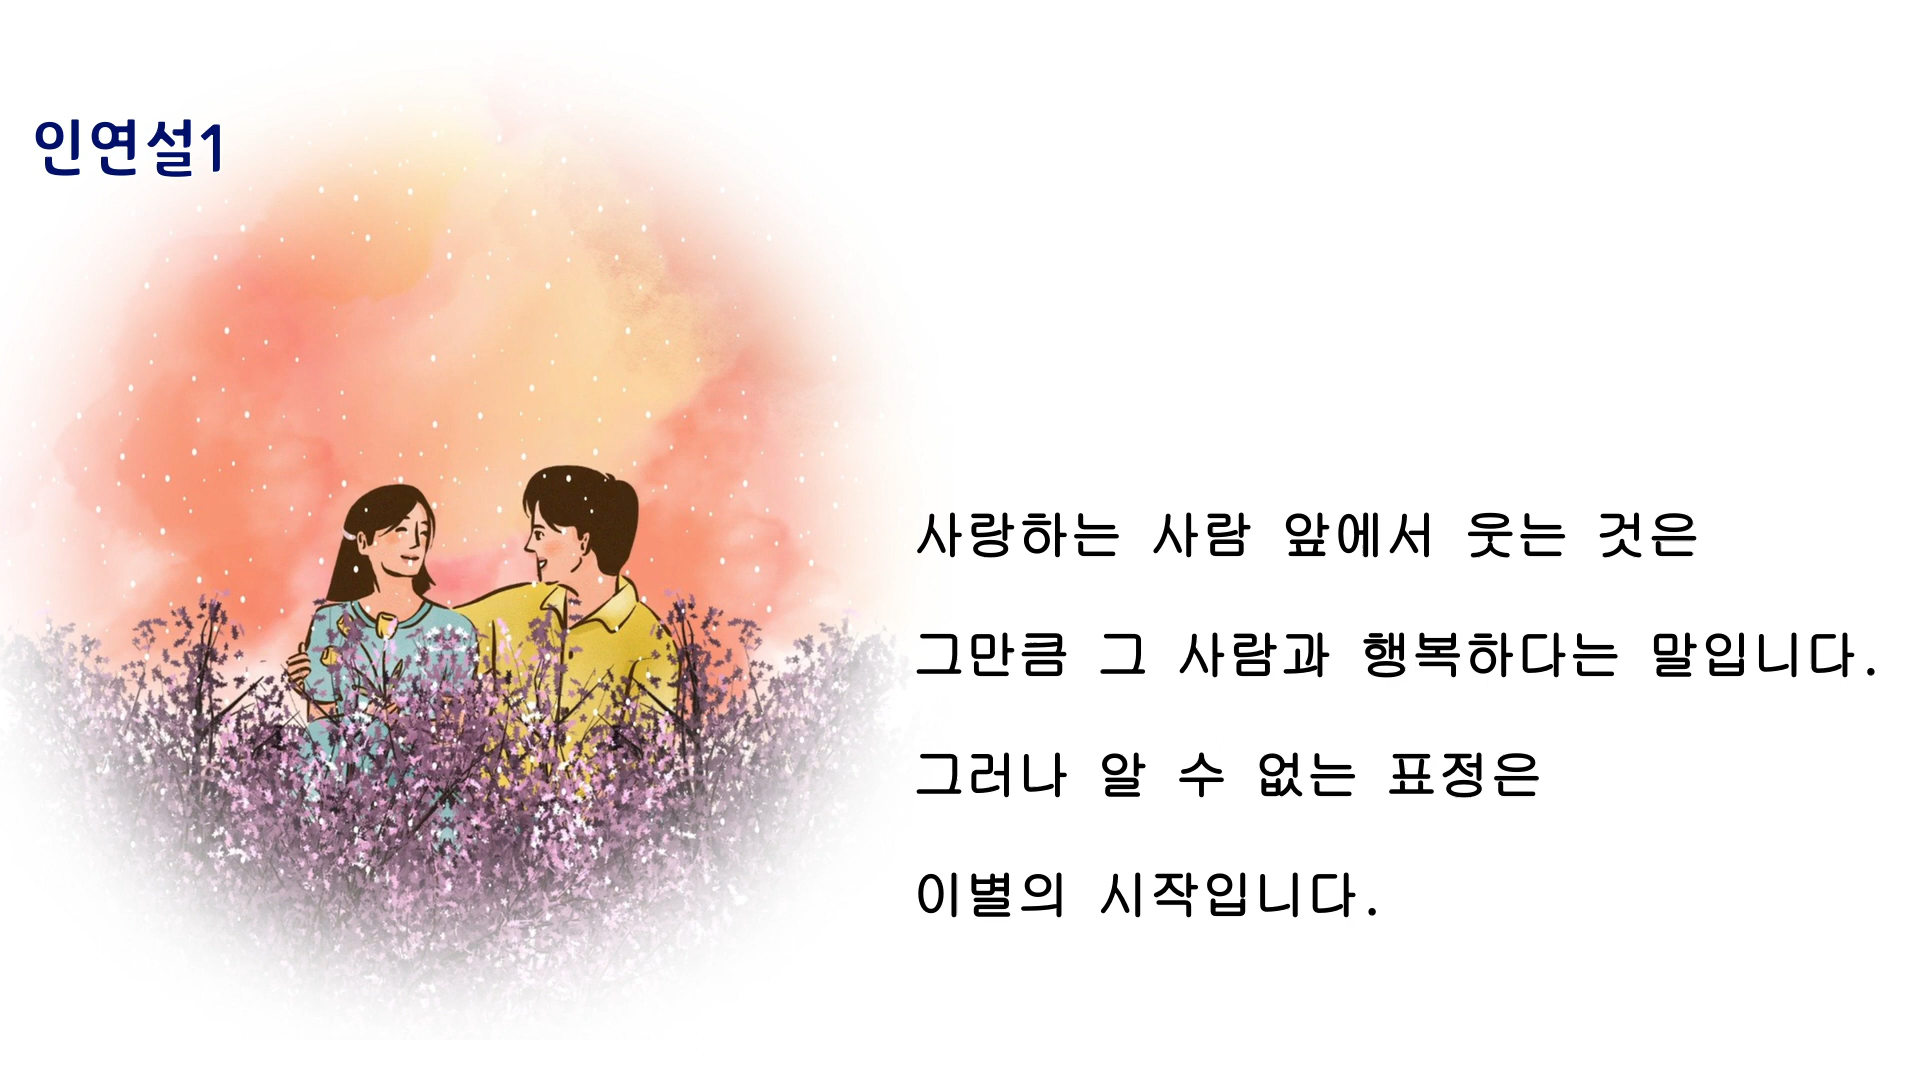 인연설1
사랑하는 사람 앞에서 웃는 것은
그만큼 그 사람과 행복하다는 말입니다.
그러나 알 수 없는 표정은
이별의 시작입니다.